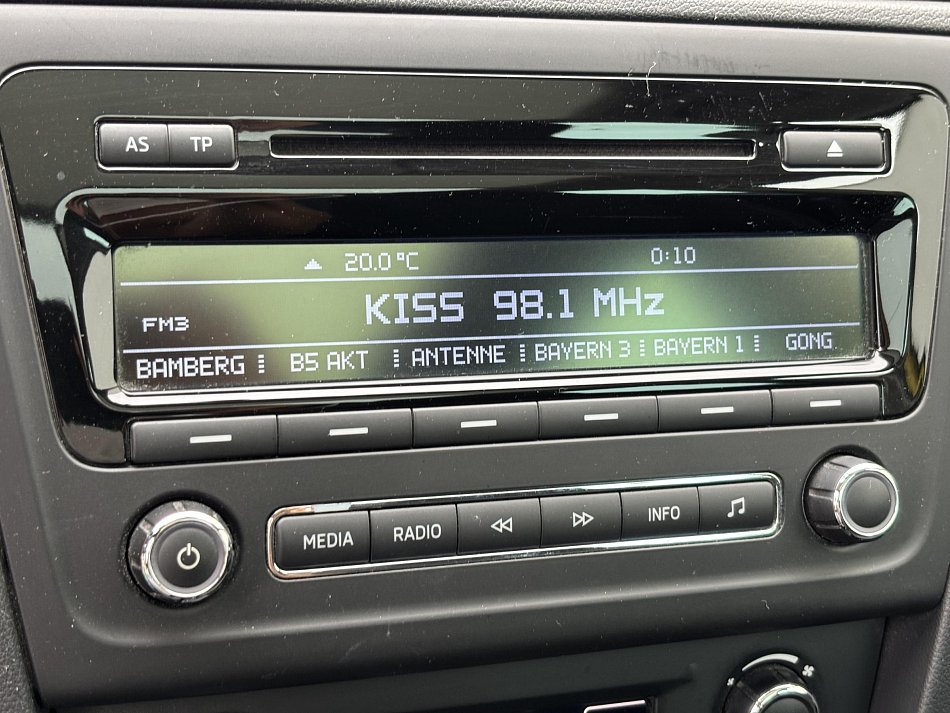 AS TP
20.0°C 0:10
KISS 98.1 MHz
FM3
BAMBERG B5 AKT ANTENNE BAYERN 3 BAYERN 1 GONG
MEDIA RADIO INFO